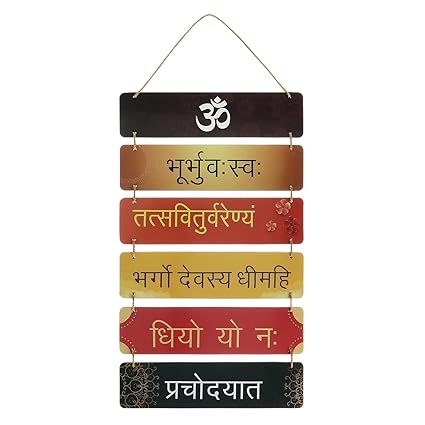 ॐ
भूर्भुवः स्वः
तत्सवितुर्वरेण्यं
भर्गो देवस्य धीमहि
धियो यो नः
प्रचोदयात